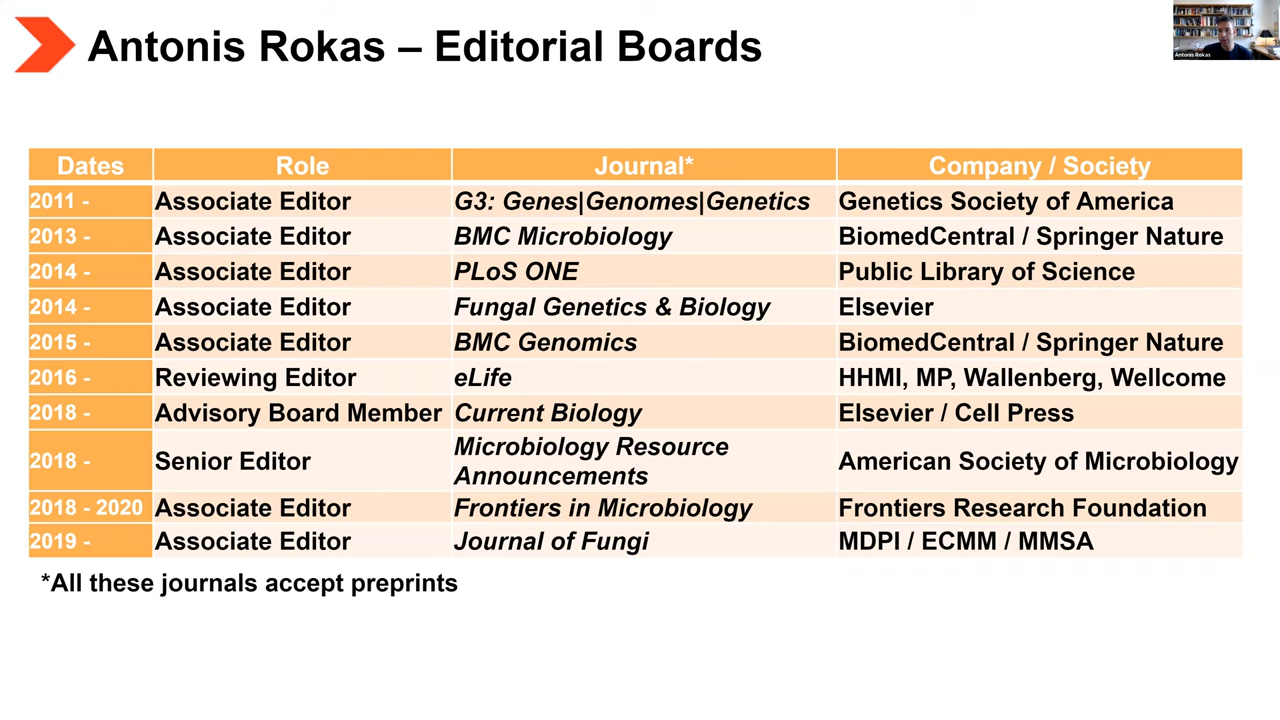 Antonis Rokas – Editorial Boards
Antonis Rokas
Dates Role Journal* Company / Society
2011 - Associate Editor G3: Genes|Genomes|Genetics Genetics Society of America
2013 - Associate Editor BMC Microbiology BiomedCentral / Springer Nature
2014 - Associate Editor PLoS ONE Public Library of Science
2014 - Associate Editor Fungal Genetics & Biology Elsevier
2015 - Associate Editor BMC Genomics BiomedCentral / Springer Nature
2016 - Reviewing Editor eLife HHMI, MP, Wallenberg, Wellcome
2018 - Advisory Board Member Current Biology Elsevier / Cell Press
2018 - Senior Editor Microbiology Resource Announcements American Society of Microbiology
2018 - 2020 Associate Editor Frontiers in Microbiology Frontiers Research Foundation
2019 - Associate Editor Journal of Fungi MDPI / ECMM / MMSA
*All these journals accept preprints